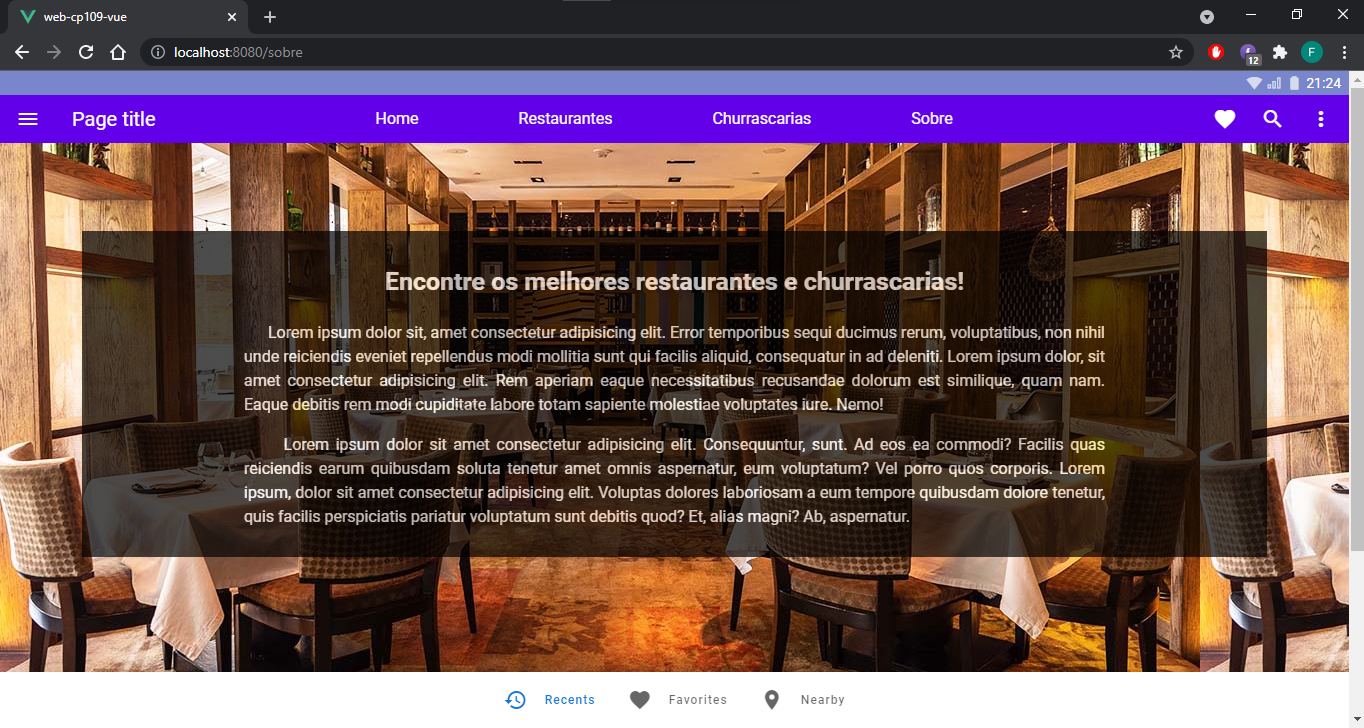 web-cp109-vue
localhost:8080/sobre
F
12
21:24
Page title
Home
Restaurantes
Churrascarias
Sobre
Encontre os melhores restaurantes e churrascarias!
Lorem ipsum dolor sit, amet consectetur adipisicing elit. Error temporibus sequi ducimus rerum, voluptatibus, non nihil
unde reiciendis eveniet repellendus modi mollitia sunt qui facilis aliquid, consequatur in ad deleniti. Lorem ipsum dolor, sit
amet consectetur adipisicing elit. Rem aperiam eaque necessitatibus recusandae dolorum est similique, quam nam.
Eaque debitis rem modi cupiditate labore totam sapiente molestiae voluptates iure. Nemo!
Lorem ipsum dolor sit amet consectetur adipisicing elit. Consequuntur, sunt. Ad eos ea commodi? Facilis quas
reiciendis earum quibusdam soluta tenetur amet omnis aspernatur, eum voluptatum? Vel porro quos corporis. Lorem
ipsum, dolor sit amet consectetur adipisicing elit. Voluptas dolores laboriosam a eum tempore quibusdam dolore tenetur,
quis facilis perspiciatis pariatur voluptatum sunt debitis quod? Et, alias magni? Ab, aspernatur.
Recents
Favorites
Nearby